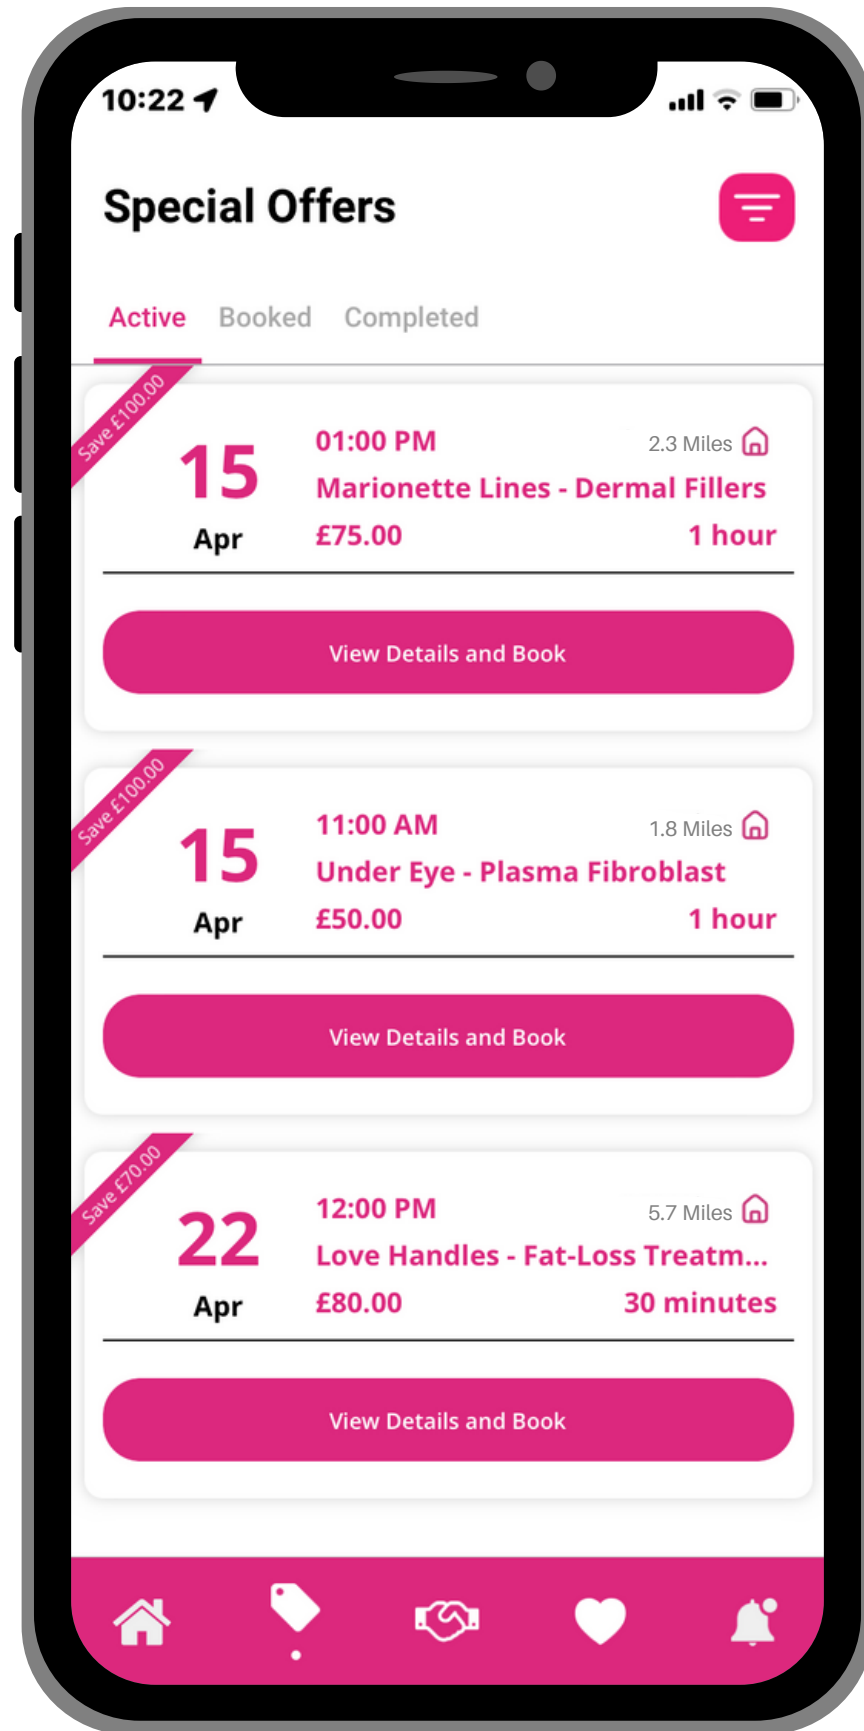 10:22
Special Offers
Active Booked Completed
Save £100.00
15 Apr
01:00 PM 2.3 Miles
Marionette Lines - Dermal Fillers
£75.00 1 hour
View Details and Book
Save £100.00
15 Apr
11:00 AM 1.8 Miles
Under Eye - Plasma Fibroblast
£50.00 1 hour
View Details and Book
Save £70.00
22 Apr
12:00 PM 5.7 Miles
Love Handles - Fat-Loss Treatm...
£80.00 30 minutes
View Details and Book